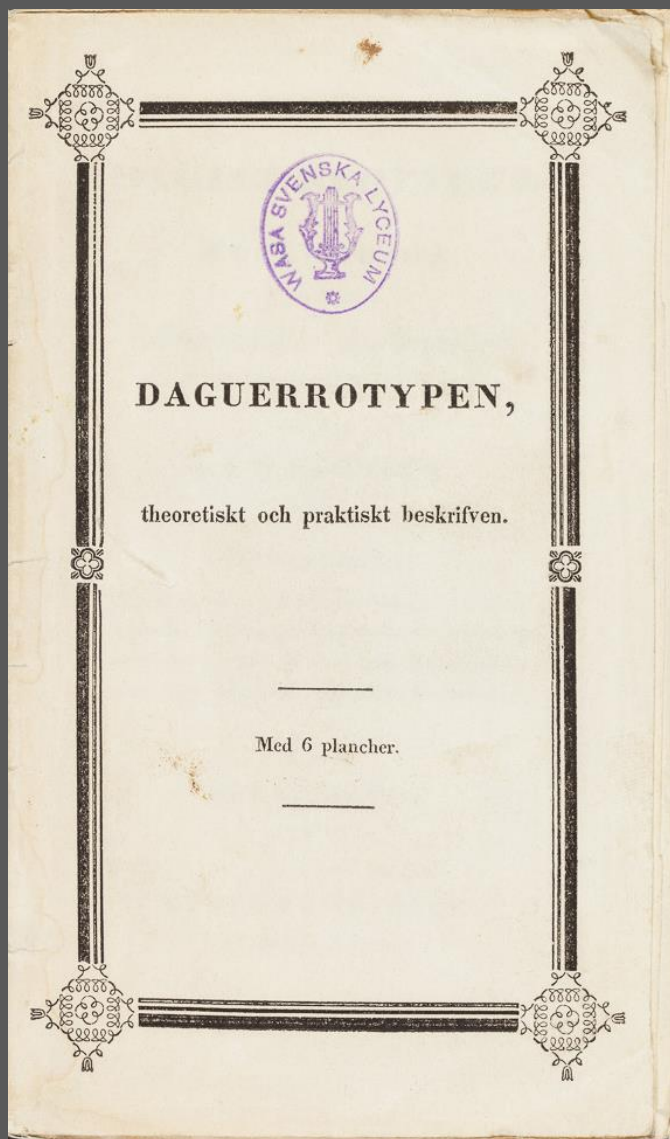 WASA SVENSKA LYCEUM
DAGUERROTYPEN,
theoretiskt och praktiskt beskrifven.
Med 6 plancher.